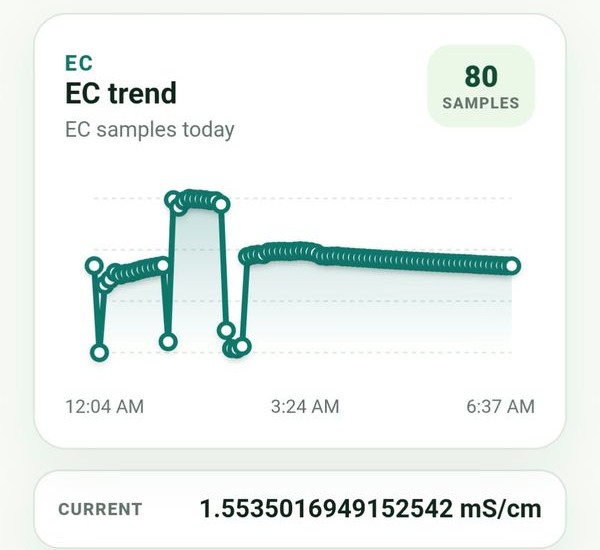 EC
EC trend
EC samples today
80
SAMPLES
12:04 AM 3:24 AM 6:37 AM
CURRENT 1.5535016949152542 mS/cm